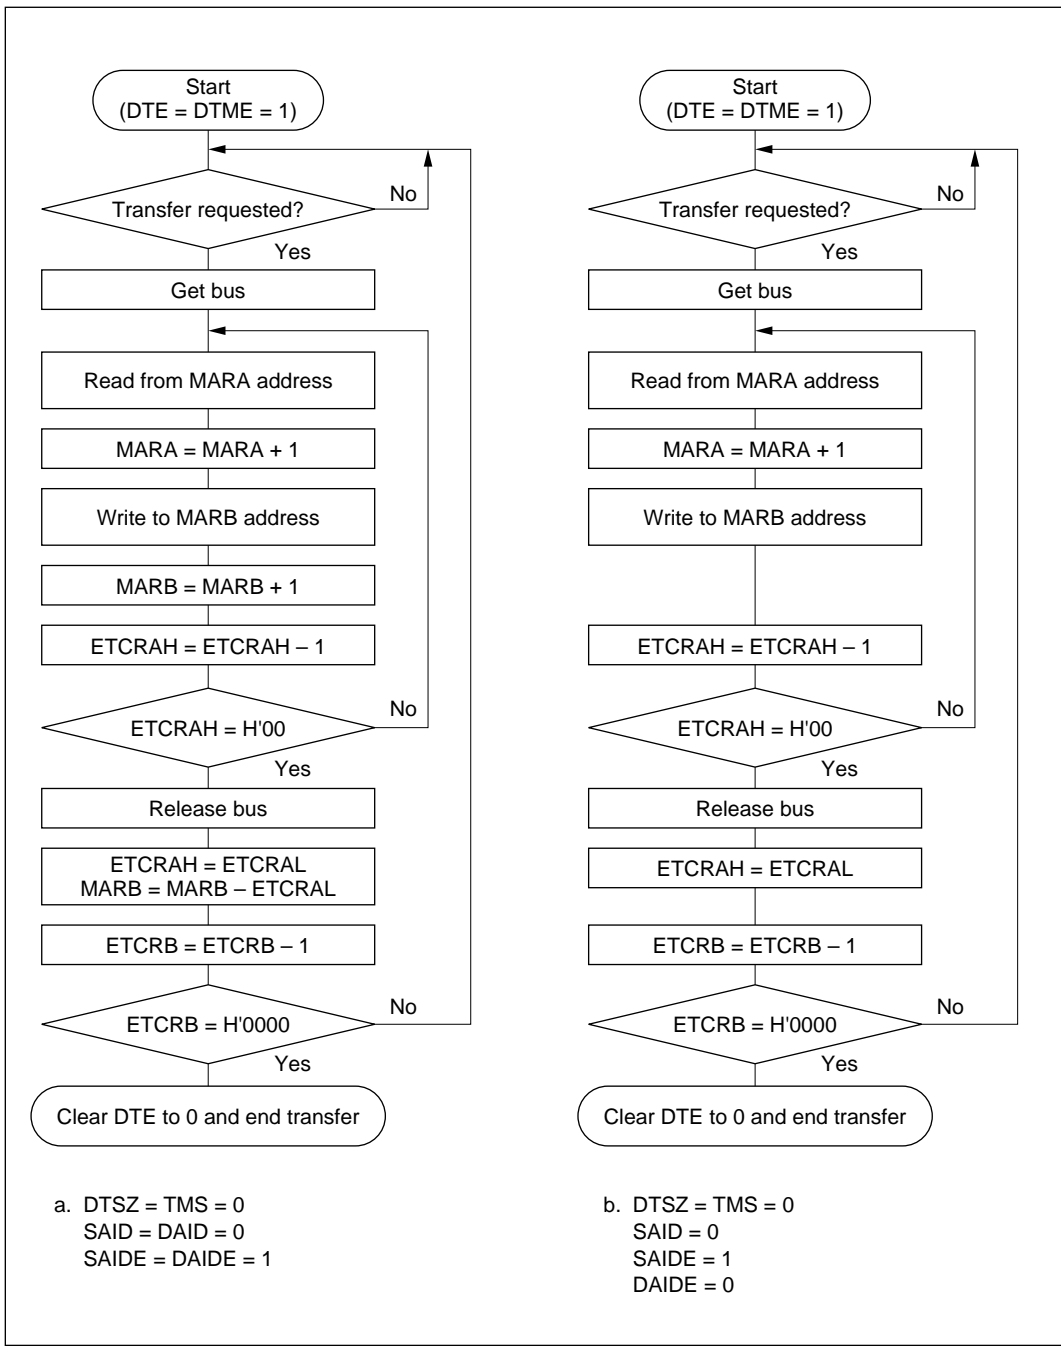 Start
(DTE = DTME = 1)
Transfer requested?
No
Yes
Get bus
Read from MARA address
MARA = MARA + 1
Write to MARB address
MARB = MARB + 1
ETCRAH = ETCRAH – 1
ETCRAH = H'00
No
Yes
Release bus
ETCRAH = ETCRAL
MARB = MARB – ETCRAL
ETCRB = ETCRB – 1
ETCRB = H'0000
No
Yes
Clear DTE to 0 and end transfer
a. DTSZ = TMS = 0
SAID = DAID = 0
SAIDE = DAIDE = 1
Start
(DTE = DTME = 1)
Transfer requested?
No
Yes
Get bus
Read from MARA address
MARA = MARA + 1
Write to MARB address
ETCRAH = ETCRAH – 1
ETCRAH = H'00
No
Yes
Release bus
ETCRAH = ETCRAL
ETCRB = ETCRB – 1
ETCRB = H'0000
No
Yes
Clear DTE to 0 and end transfer
b. DTSZ = TMS = 0
SAID = 0
SAIDE = 1
DAIDE = 0